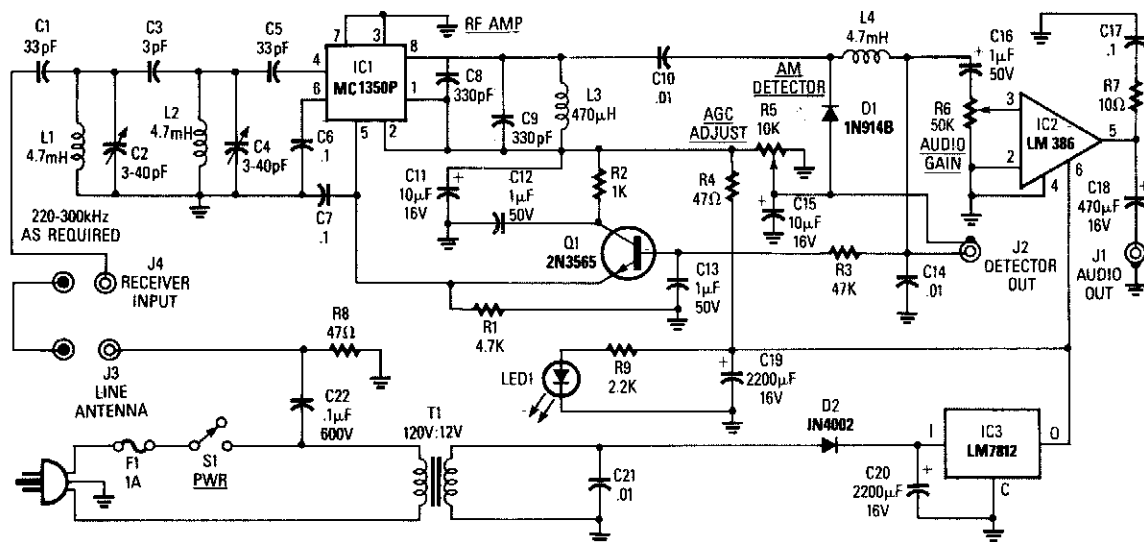 C1
33pF
C3
3pF
C5
33pF
7
3
RF AMP
4
6
IC1
MC1350P
8
1
5
2
L1
4.7mH
C2
3-40pF
L2
4.7mH
C4
3-40pF
C6
.1
C7
.1
C8
330pF
C9
330pF
L3
470µH
C10
.01
L4
4.7mH
AM
DETECTOR
D1
1N914B
AGC
ADJUST
R5
10K
+
C16
1µF
50V
R6
50K
AUDIO
GAIN
3
2
IC2
LM 386
4
5
6
C17
.1
R7
10Ω
+
C18
470µF
16V
J1
AUDIO
OUT
+
C11
10µF
16V
C12
1µF
50V
R2
1K
R4
47Ω
+
C15
10µF
16V
Q1
2N3565
C13
1µF
50V
R3
47K
C14
.01
J2
DETECTOR
OUT
R1
4.7K
220-300kHz
AS REQUIRED
J4
RECEIVER
INPUT
J3
LINE
ANTENNA
R8
47Ω
C22
.1µF
600V
LED1
R9
2.2K
+
C19
2200µF
16V
T1
120V:12V
F1
1A
S1
PWR
C21
.01
D2
IN4002
I
IC3
LM7812
O
C
+
C20
2200µF
16V